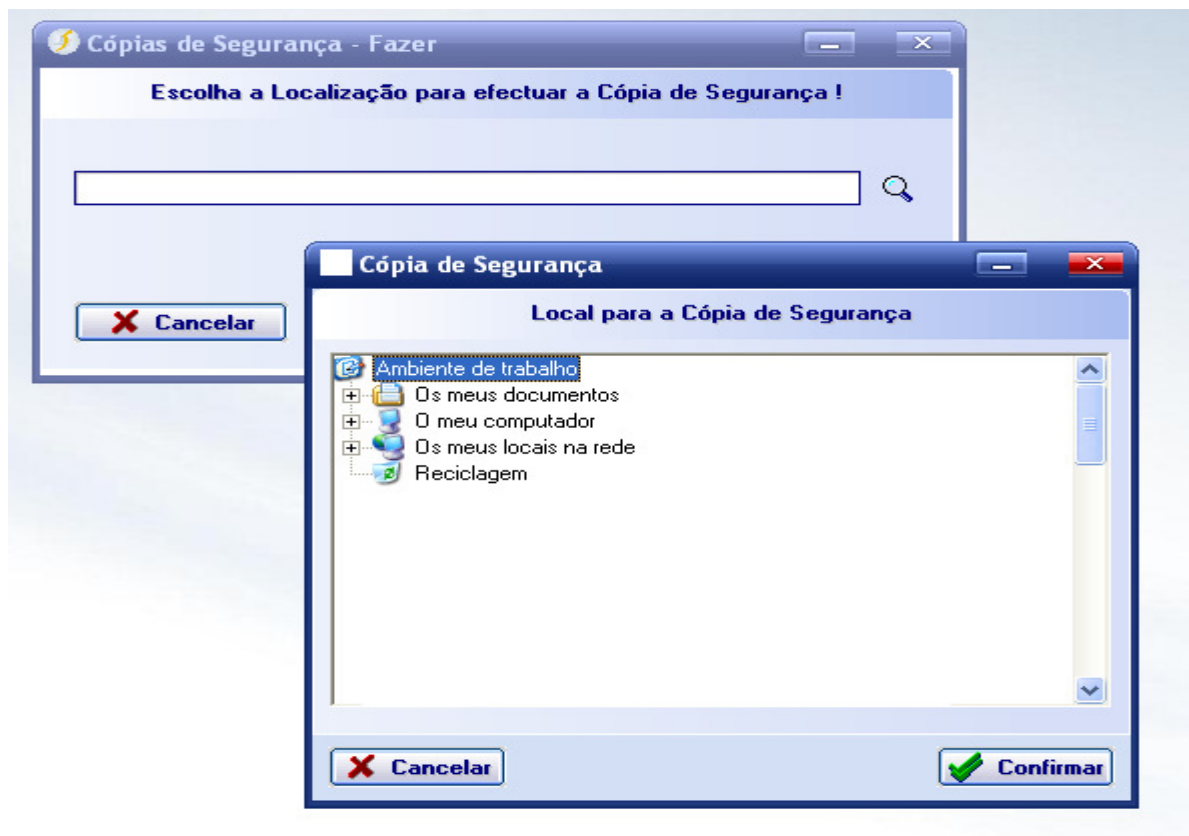 Cópias de Segurança - Fazer
Escolha a Localização para efectuar a Cópia de Segurança !
Cancelar
Cópia de Segurança
Local para a Cópia de Segurança
Ambiente de trabalho
Os meus documentos
O meu computador
Os meus locais na rede
Reciclagem
Cancelar
Confirmar